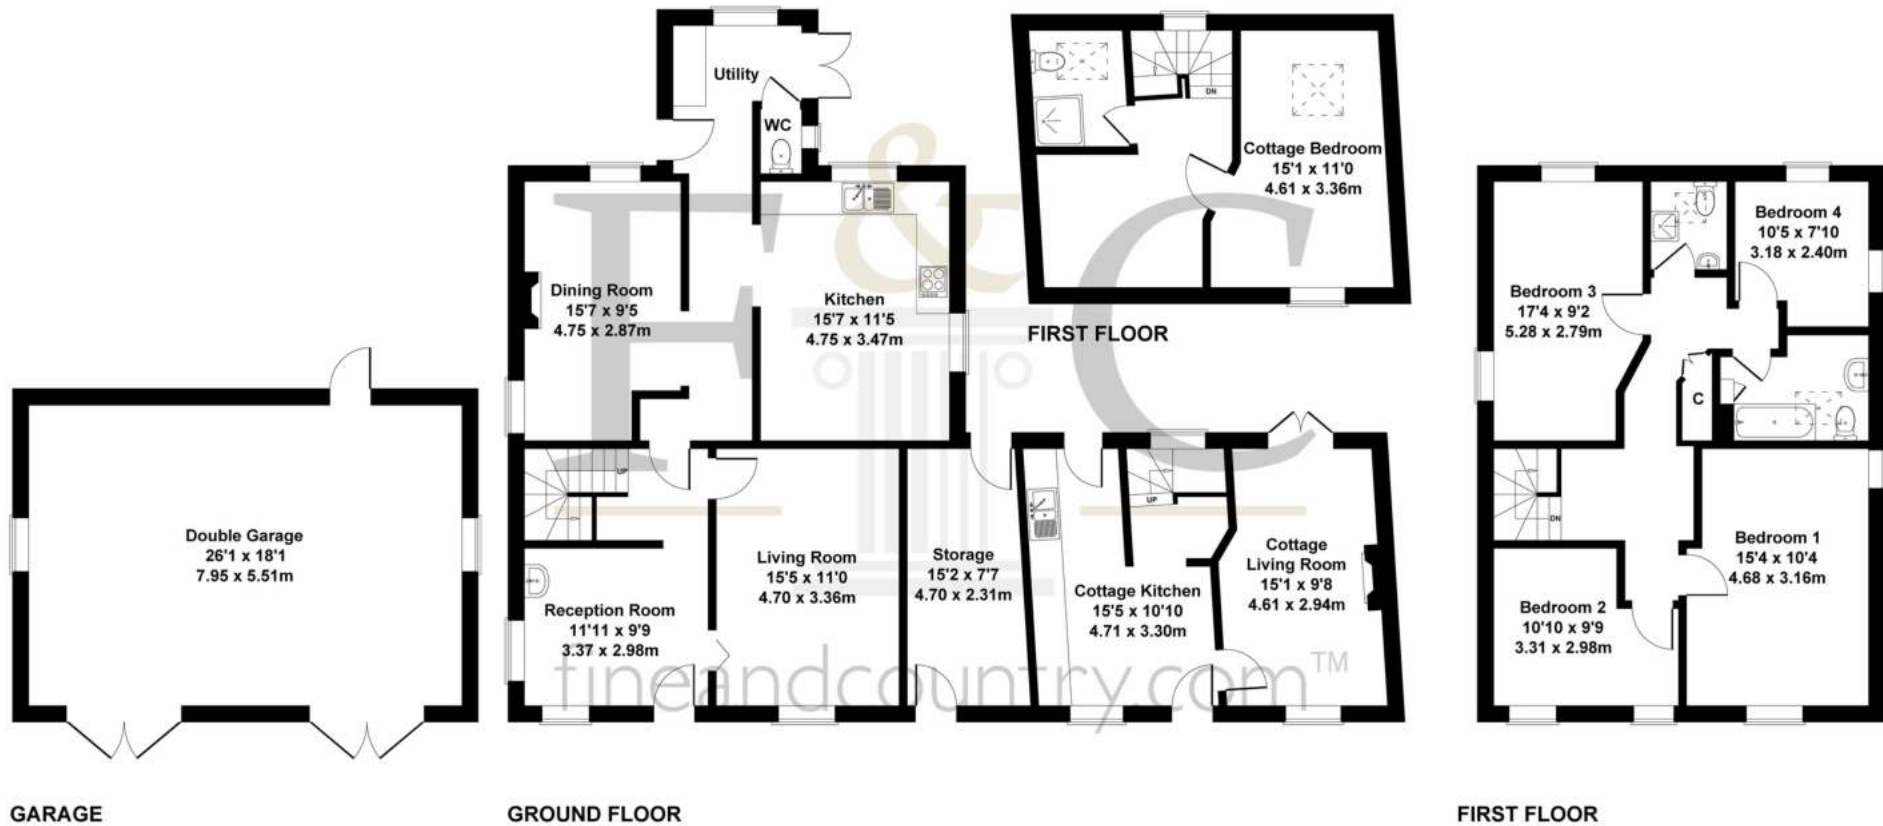 Utility
WC
Dining Room
15'7 x 9'5
4.75 x 2.87m
Kitchen
15'7 x 11'5
4.75 x 3.47m
DN
Cottage Bedroom
15'1 x 11'0
4.61 x 3.36m
FIRST FLOOR
Bedroom 3
17'4 x 9'2
5.28 x 2.79m
Bedroom 4
10'5 x 7'10
3.18 x 2.40m
C
DN
Bedroom 1
15'4 x 10'4
4.68 x 3.16m
Bedroom 2
10'10 x 9'9
3.31 x 2.98m
Double Garage
26'1 x 18'1
7.95 x 5.51m
UP
Reception Room
11'11 x 9'9
3.37 x 2.98m
Living Room
15'5 x 11'0
4.70 x 3.36m
Storage
15'2 x 7'7
4.70 x 2.31m
UP
Cottage Kitchen
15'5 x 10'10
4.71 x 3.30m
Cottage
Living Room
15'1 x 9'8
4.61 x 2.94m
F&C
fineandcountry.com™
GARAGE
GROUND FLOOR
FIRST FLOOR